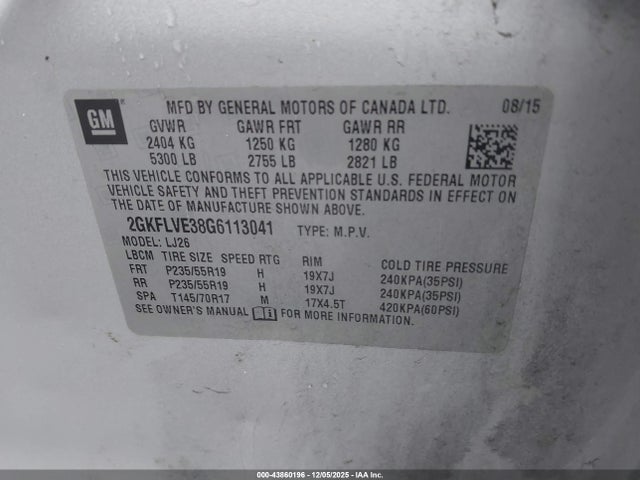 GM
MFD BY GENERAL MOTORS OF CANADA LTD. 08/15
GVWR GAWR FRT GAWR RR
2404 KG 1250 KG 1280 KG
5300 LB 2755 LB 2821 LB
THIS VEHICLE CONFORMS TO ALL APPLICABLE U.S. FEDERAL MOTOR
VEHICLE SAFETY AND THEFT PREVENTION STANDARDS IN EFFECT ON
THE DATE OF MANUFACTURE SHOWN ABOVE.
2GKFLVE38G6113041 TYPE: M.P.V.
MODEL: LJ26
LBCM TIRE SIZE SPEED RTG RIM COLD TIRE PRESSURE
FRT P235/55R19 H 19X7J 240KPA(35PSI)
RR P235/55R19 H 19X7J 240KPA(35PSI)
SPA T145/70R17 M 17X4.5T 420KPA(60PSI)
SEE OWNER'S MANUAL FOR MORE INFORMATION.
000-43860196 - 12/05/2025 - IAA Inc.